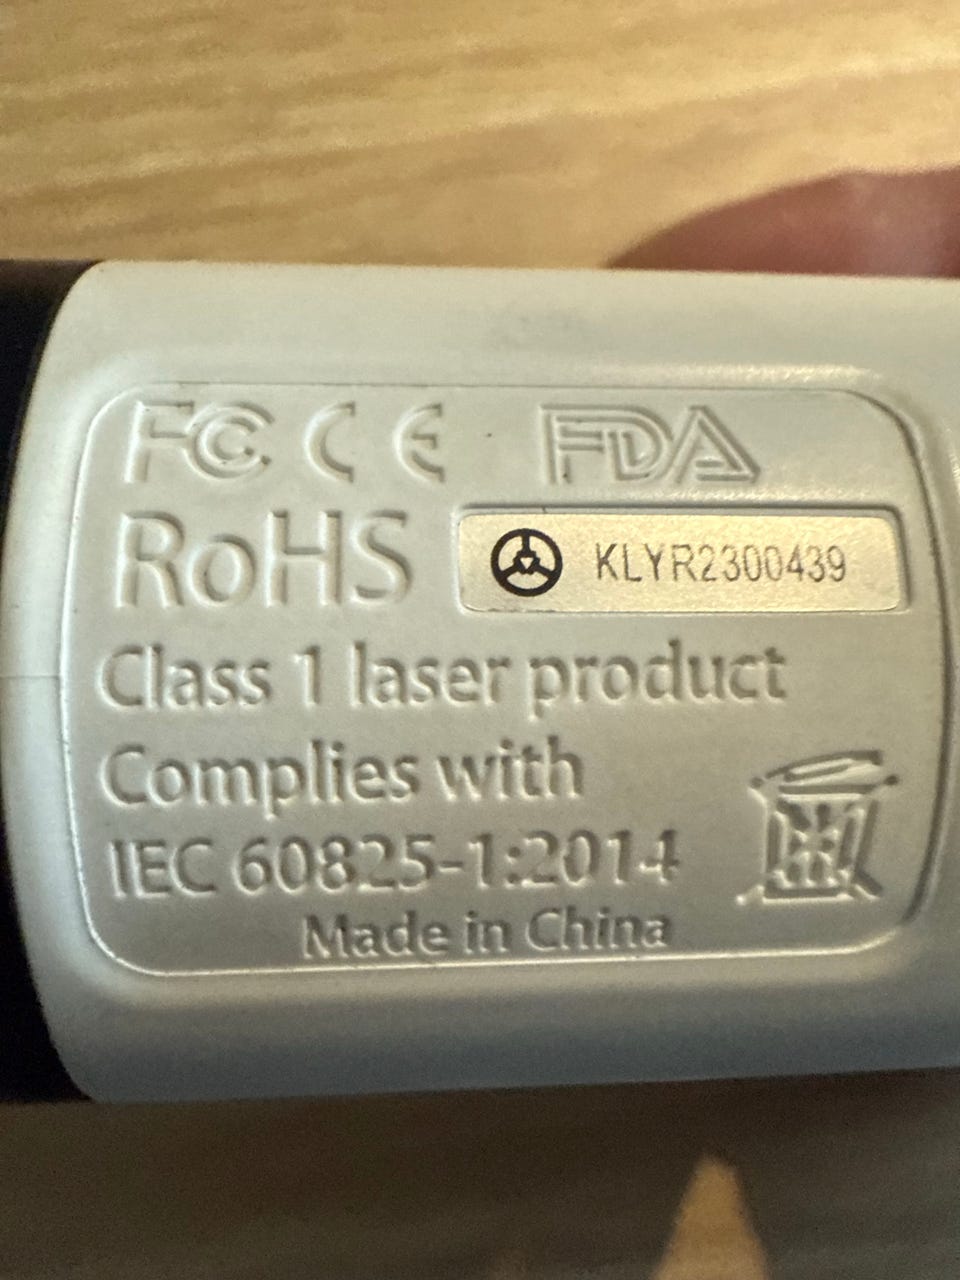 FC CE FDA
RoHS KLYR2300439
Class 1 laser product
Complies with
IEC 60825-1:2014
Made in China